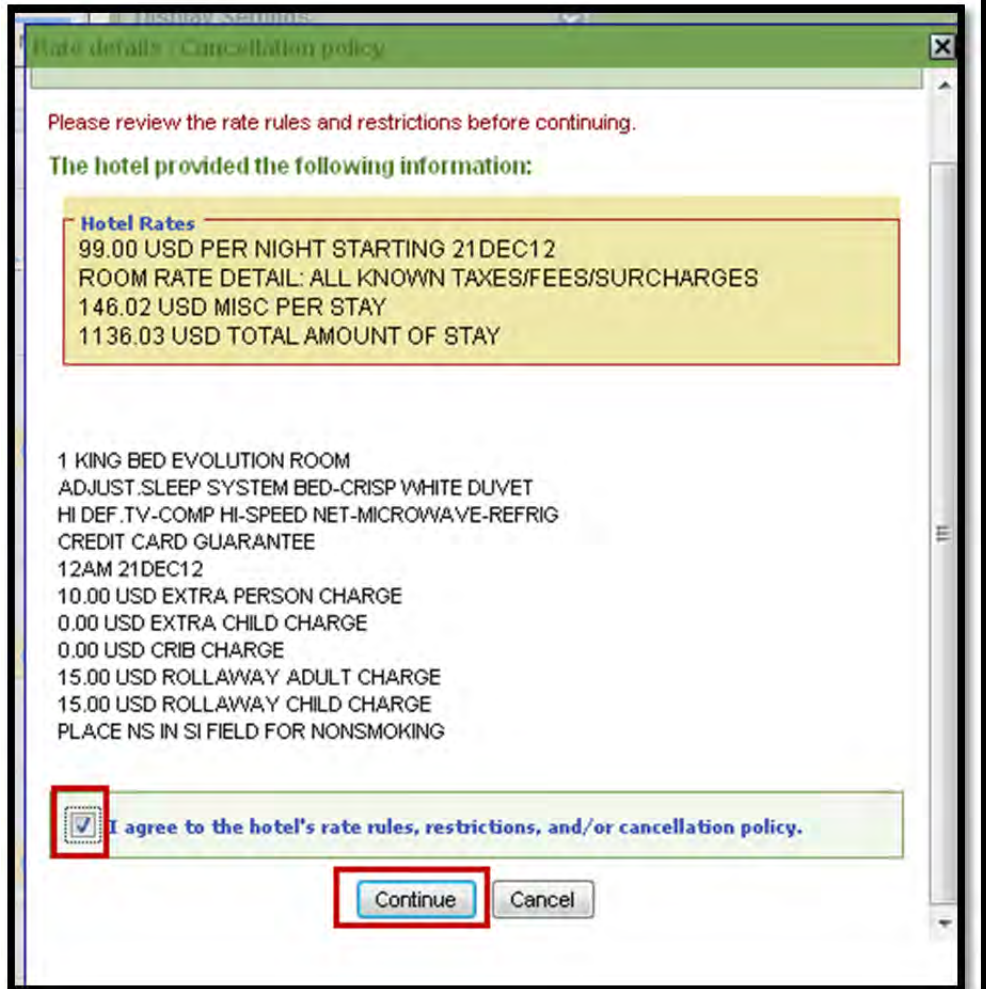 Display Settings
Rate details : Cancellation policy
Please review the rate rules and restrictions before continuing.
The hotel provided the following information:
Hotel Rates
99.00 USD PER NIGHT STARTING 21DEC12
ROOM RATE DETAIL: ALL KNOWN TAXES/FEES/SURCHARGES
146.02 USD MISC PER STAY
1136.03 USD TOTAL AMOUNT OF STAY
1 KING BED EVOLUTION ROOM
ADJUST.SLEEP SYSTEM BED-CRISP WHITE DUVET
HI DEF.TV-COMP HI-SPEED NET-MICROWAVE-REFRIG
CREDIT CARD GUARANTEE
12AM 21DEC12
10.00 USD EXTRA PERSON CHARGE
0.00 USD EXTRA CHILD CHARGE
0.00 USD CRIB CHARGE
15.00 USD ROLLAWAY ADULT CHARGE
15.00 USD ROLLAWAY CHILD CHARGE
PLACE NS IN SI FIELD FOR NONSMOKING
I agree to the hotel's rate rules, restrictions, and/or cancellation policy.
Continue Cancel